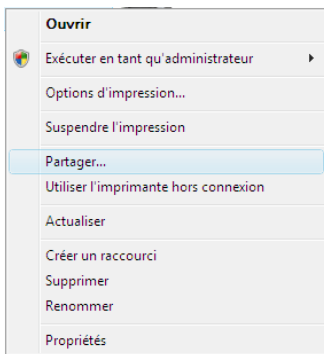 Ouvrir
Exécuter en tant qu'administrateur
Options d'impression...
Suspendre l'impression
Partager...
Utiliser l'imprimante hors connexion
Actualiser
Créer un raccourci
Supprimer
Renommer
Propriétés